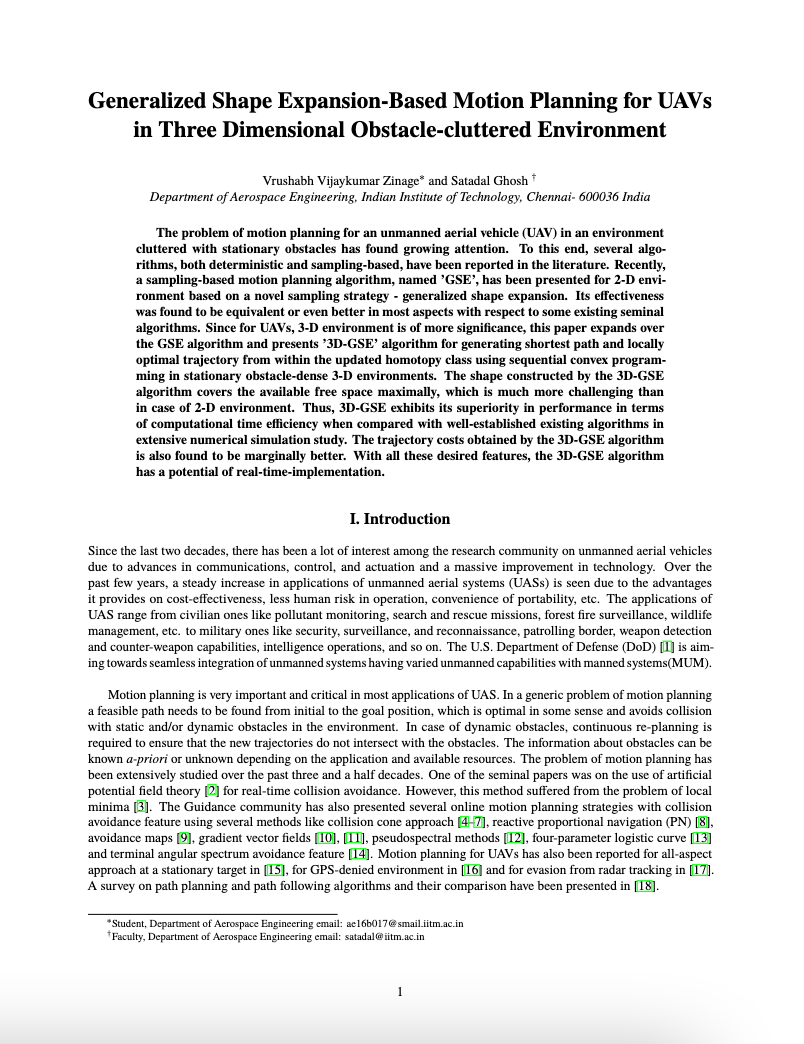 Generalized Shape Expansion-Based Motion Planning for UAVs
in Three Dimensional Obstacle-cluttered Environment
Vrushabh Vijaykumar Zinage* and Satadal Ghosh †
Department of Aerospace Engineering, Indian Institute of Technology, Chennai- 600036 India
The problem of motion planning for an unmanned aerial vehicle (UAV) in an environment
cluttered with stationary obstacles has found growing attention. To this end, several algo-
rithms, both deterministic and sampling-based, have been reported in the literature. Recently,
a sampling-based motion planning algorithm, named ’GSE’, has been presented for 2-D envi-
ronment based on a novel sampling strategy - generalized shape expansion. Its effectiveness
was found to be equivalent or even better in most aspects with respect to some existing seminal
algorithms. Since for UAVs, 3-D environment is of more significance, this paper expands over
the GSE algorithm and presents ’3D-GSE’ algorithm for generating shortest path and locally
optimal trajectory from within the updated homotopy class using sequential convex program-
ming in stationary obstacle-dense 3-D environments. The shape constructed by the 3D-GSE
algorithm covers the available free space maximally, which is much more challenging than
in case of 2-D environment. Thus, 3D-GSE exhibits its superiority in performance in terms
of computational time efficiency when compared with well-established existing algorithms in
extensive numerical simulation study. The trajectory costs obtained by the 3D-GSE algorithm
is also found to be marginally better. With all these desired features, the 3D-GSE algorithm
has a potential of real-time-implementation.
I. Introduction
Since the last two decades, there has been a lot of interest among the research community on unmanned aerial vehicles
due to advances in communications, control, and actuation and a massive improvement in technology. Over the
past few years, a steady increase in applications of unmanned aerial systems (UASs) is seen due to the advantages
it provides on cost-effectiveness, less human risk in operation, convenience of portability, etc. The applications of
UAS range from civilian ones like pollutant monitoring, search and rescue missions, forest fire surveillance, wildlife
management, etc. to military ones like security, surveillance, and reconnaissance, patrolling border, weapon detection
and counter-weapon capabilities, intelligence operations, and so on. The U.S. Department of Defense (DoD) [1] is aim-
ing towards seamless integration of unmanned systems having varied unmanned capabilities with manned systems(MUM).
Motion planning is very important and critical in most applications of UAS. In a generic problem of motion planning
a feasible path needs to be found from initial to the goal position, which is optimal in some sense and avoids collision
with static and/or dynamic obstacles in the environment. In case of dynamic obstacles, continuous re-planning is
required to ensure that the new trajectories do not intersect with the obstacles. The information about obstacles can be
known a-priori or unknown depending on the application and available resources. The problem of motion planning has
been extensively studied over the past three and a half decades. One of the seminal papers was on the use of artificial
potential field theory [2] for real-time collision avoidance. However, this method suffered from the problem of local
minima [3]. The Guidance community has also presented several online motion planning strategies with collision
avoidance feature using several methods like collision cone approach [4–7], reactive proportional navigation (PN) [8],
avoidance maps [9], gradient vector fields [10], [11], pseudospectral methods [12], four-parameter logistic curve [13]
and terminal angular spectrum avoidance feature [14]. Motion planning for UAVs has also been reported for all-aspect
approach at a stationary target in [15], for GPS-denied environment in [16] and for evasion from radar tracking in [17].
A survey on path planning and path following algorithms and their comparison have been presented in [18].
*Student, Department of Aerospace Engineering email: ae16b017@smail.iitm.ac.in
†Faculty, Department of Aerospace Engineering email: satadal@iitm.ac.in
1